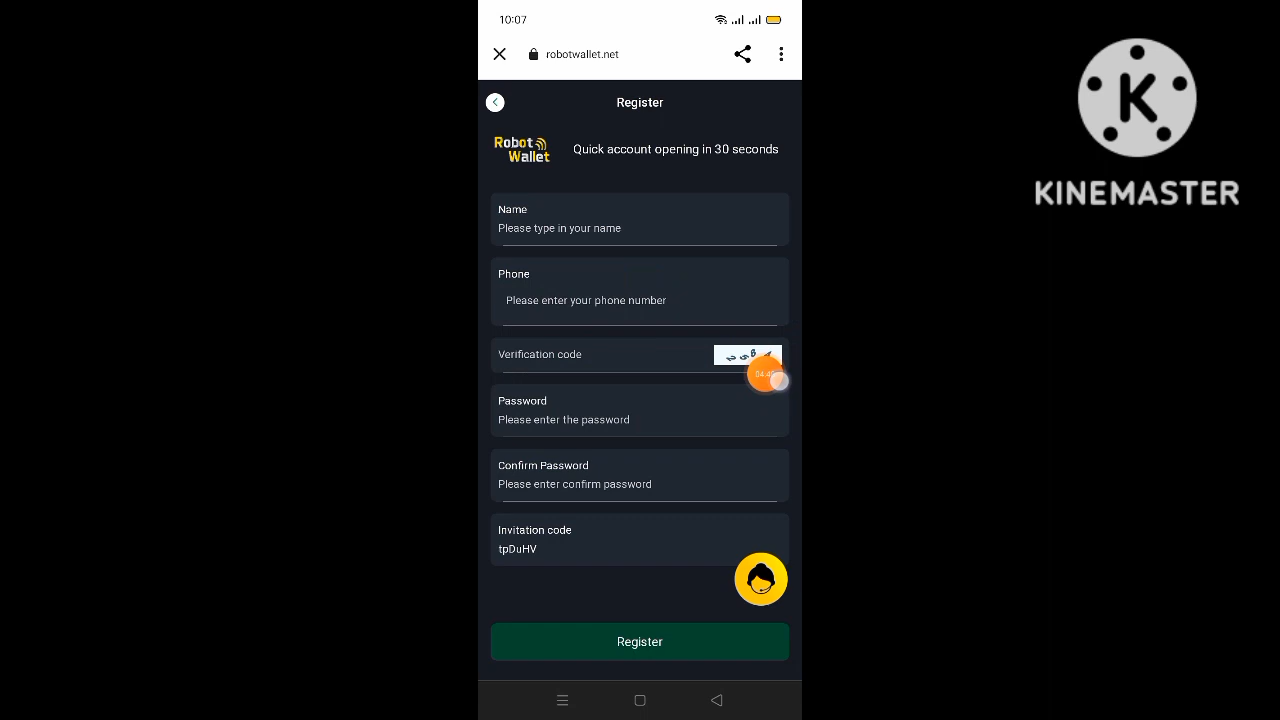 10:07
robotwallet.net
Register
Robot
Wallet
Quick account opening in 30 seconds
Name
Please type in your name
Phone
Please enter your phone number
Verification code
Password
Please enter the password
Confirm Password
Please enter confirm password
Invitation code
tpDuHV
Register
K
KINEMASTER